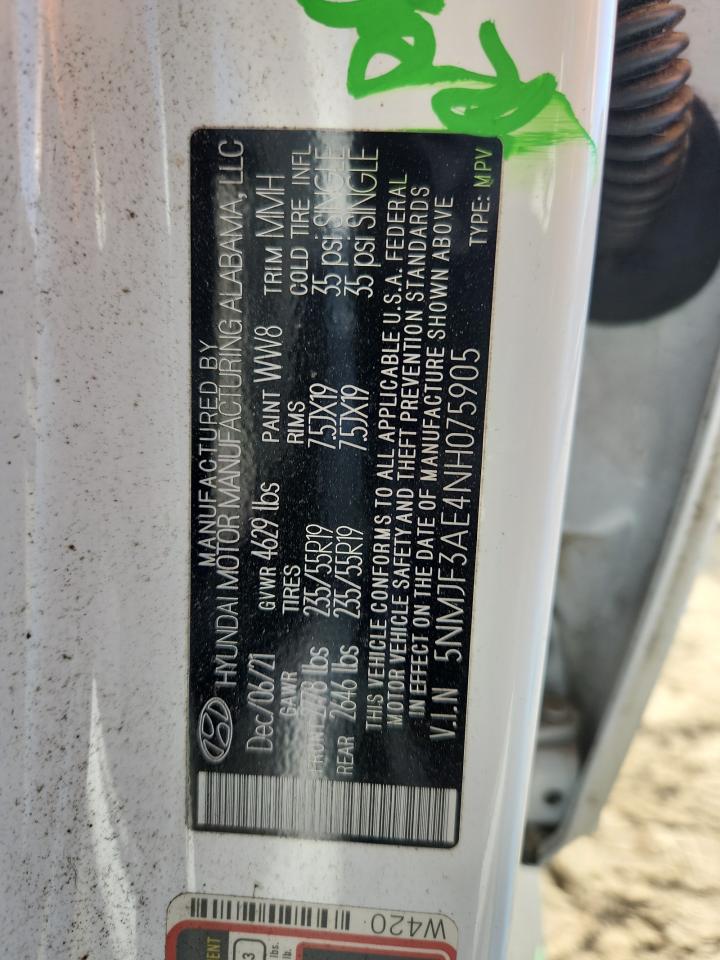 MANUFACTURED BY
HYUNDAI MOTOR MANUFACTURING ALABAMA, LLC
Dec/06/21 GVWR 4629 lbs PAINT WW8 TRIM MMH
GAWR TIRES RIMS COLD TIRE INFL
FRONT lbs 235/55R19 7.5JX19 35 psi SINGLE
REAR 2646 lbs 235/55R19 7.5JX19 35 psi SINGLE
THIS VEHICLE CONFORMS TO ALL APPLICABLE U.S.A. FEDERAL
MOTOR VEHICLE SAFETY AND THEFT PREVENTION STANDARDS
IN EFFECT ON THE DATE OF MANUFACTURE SHOWN ABOVE
V.I.N 5NMJF3AE4NH075905 TYPE: MPV
W420
3
lbs.
lb.